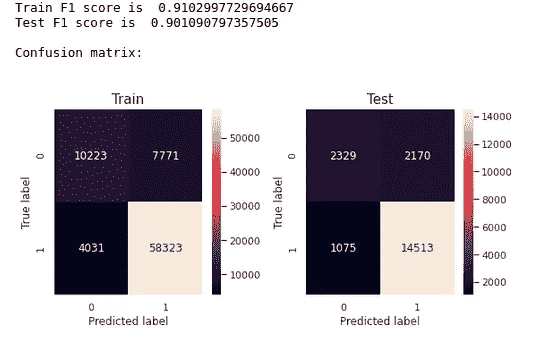 Train F1 score is  0.9102997729694667
Test F1 score is  0.901090797357505
Confusion matrix:
Train
True label
0
1
10223 7771
4031 58323
0 1
Predicted label
50000
40000
30000
20000
10000
Test
True label
0
1
2329 2170
1075 14513
0 1
Predicted label
14000
12000
10000
8000
6000
4000
2000